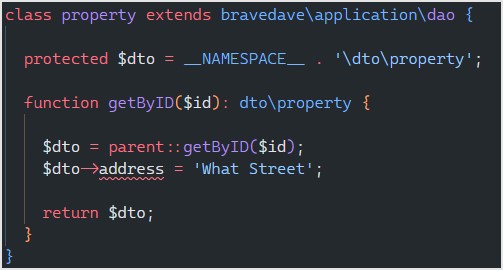 class property extends bravedave\application\dao {
protected $dto = __NAMESPACE__ . '\dto\property';
function getByID($id): dto\property {
$dto = parent::getByID($id);
$dto->address = 'What Street';
return $dto;
}
}